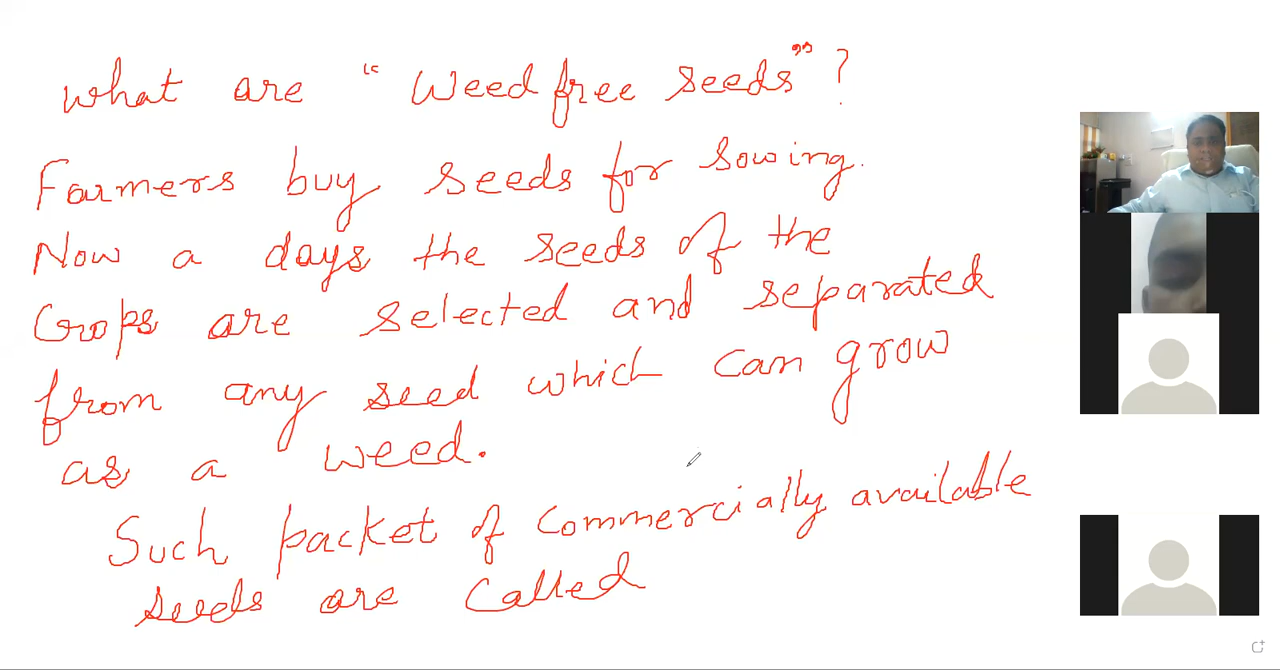 What are "Weed free seeds"?
Farmers buy seeds for sowing.
Now a days the seeds of the
Crops are selected and separated
from any seed which can grow
as a weed.
Such packet of commercially available
seeds are called